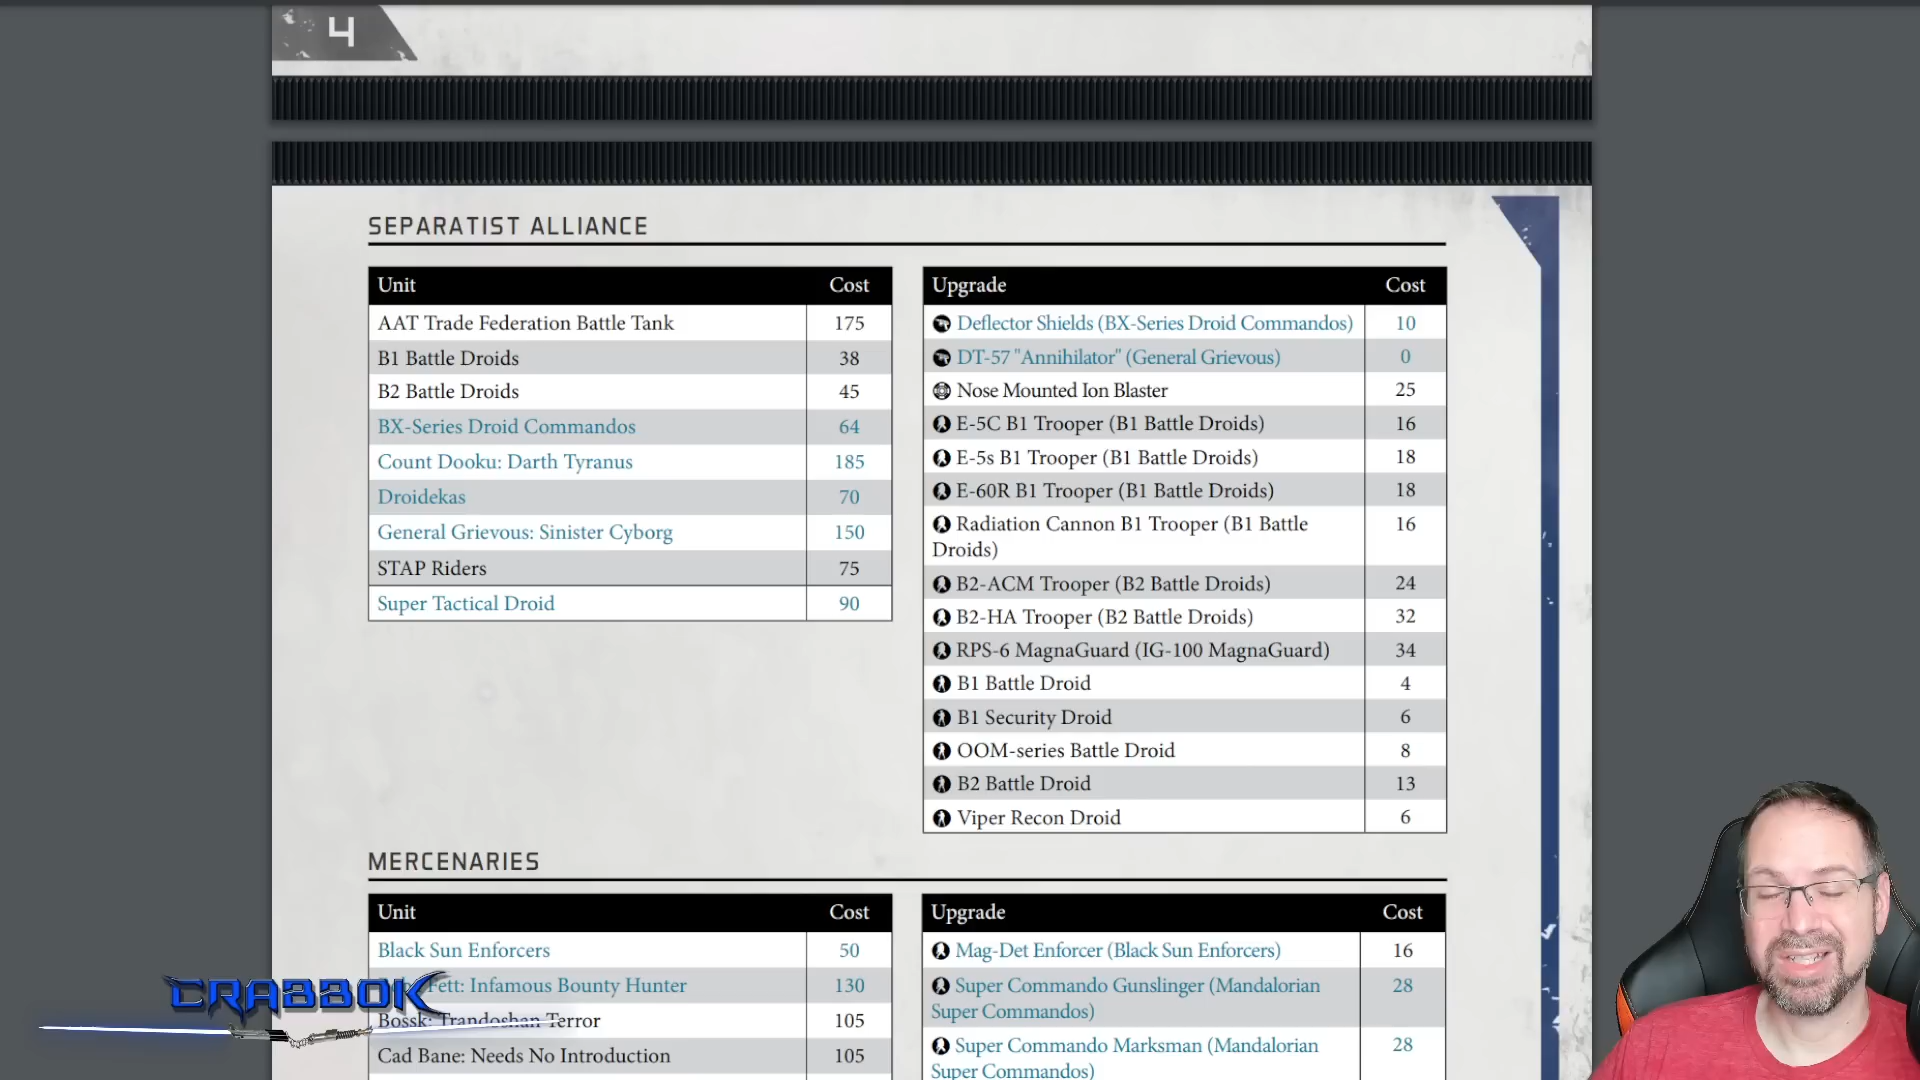 4
SEPARATIST ALLIANCE
Unit Cost
AAT Trade Federation Battle Tank 175
B1 Battle Droids 38
B2 Battle Droids 45
BX-Series Droid Commandos 64
Count Dooku: Darth Tyranus 185
Droidekas 70
General Grievous: Sinister Cyborg 150
STAP Riders 75
Super Tactical Droid 90
Upgrade Cost
Deflector Shields (BX-Series Droid Commandos) 10
DT-57 "Annihilator" (General Grievous) 0
Nose Mounted Ion Blaster 25
E-5C B1 Trooper (B1 Battle Droids) 16
E-5s B1 Trooper (B1 Battle Droids) 18
E-60R B1 Trooper (B1 Battle Droids) 18
Radiation Cannon B1 Trooper (B1 Battle 16
Droids)
B2-ACM Trooper (B2 Battle Droids) 24
B2-HA Trooper (B2 Battle Droids) 32
RPS-6 MagnaGuard (IG-100 MagnaGuard) 34
B1 Battle Droid 4
B1 Security Droid 6
OOM-series Battle Droid 8
B2 Battle Droid 13
Viper Recon Droid 6
MERCENARIES
Unit Cost
Black Sun Enforcers 50
Fett: Infamous Bounty Hunter 130
Bossk: Trandoshan Terror 105
Cad Bane: Needs No Introduction 105
Upgrade Cost
Mag-Det Enforcer (Black Sun Enforcers) 16
Super Commando Gunslinger (Mandalorian 28
Super Commandos)
Super Commando Marksman (Mandalorian 28
Super Commandos)
CRABBOK